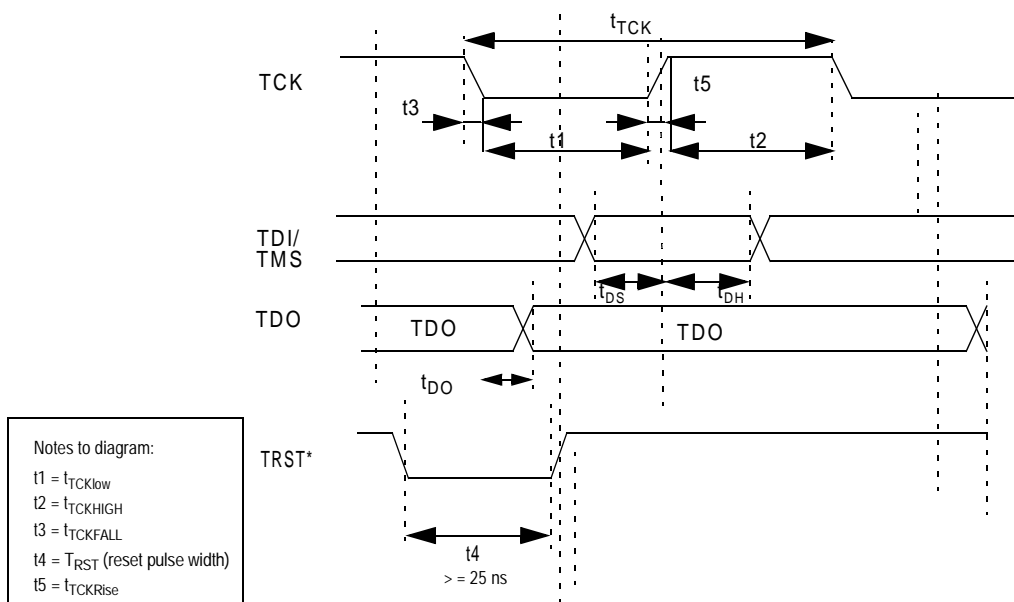 tTCK
TCK
t3
t5
t1
t2
TDI/
TMS
tDS
tDH
TDO
TDO
TDO
tDO
TRST*
t4
> = 25 ns
Notes to diagram:
t1 = tTCKlow
t2 = tTCKHIGH
t3 = tTCKFALL
t4 = TRST (reset pulse width)
t5 = tTCKRise